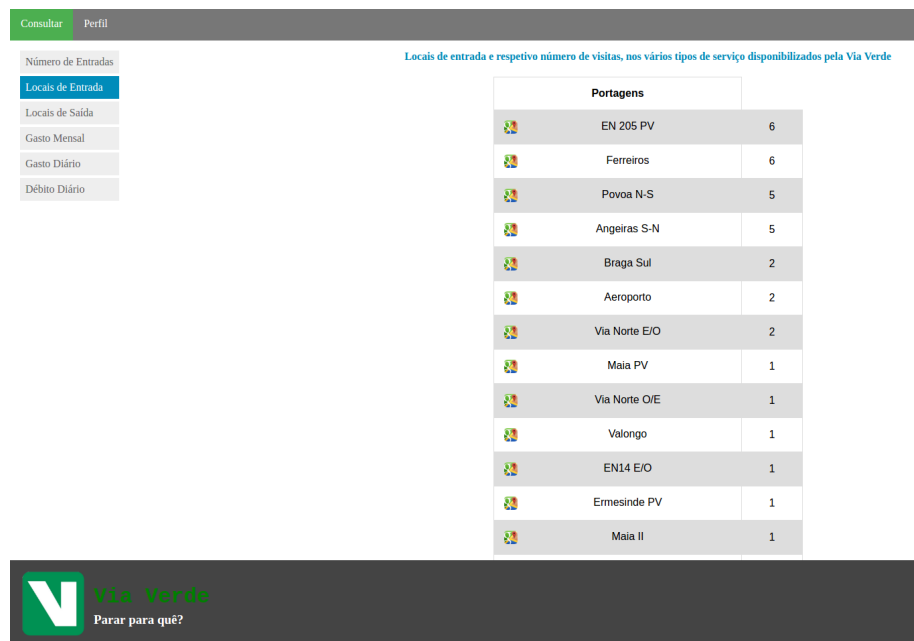 Consultar Perfil
Número de Entradas
Locais de Entrada
Locais de Saída
Gasto Mensal
Gasto Diário
Débito Diário
Locais de entrada e respetivo número de visitas, nos vários tipos de serviço disponibilizados pela Via Verde
Portagens
EN 205 PV 6
Ferreiros 6
Povoa N-S 5
Angeiras S-N 5
Braga Sul 2
Aeroporto 2
Via Norte E/O 2
Maia PV 1
Via Norte O/E 1
Valongo 1
EN14 E/O 1
Ermesinde PV 1
Maia II 1
Via Verde
Parar para quê?